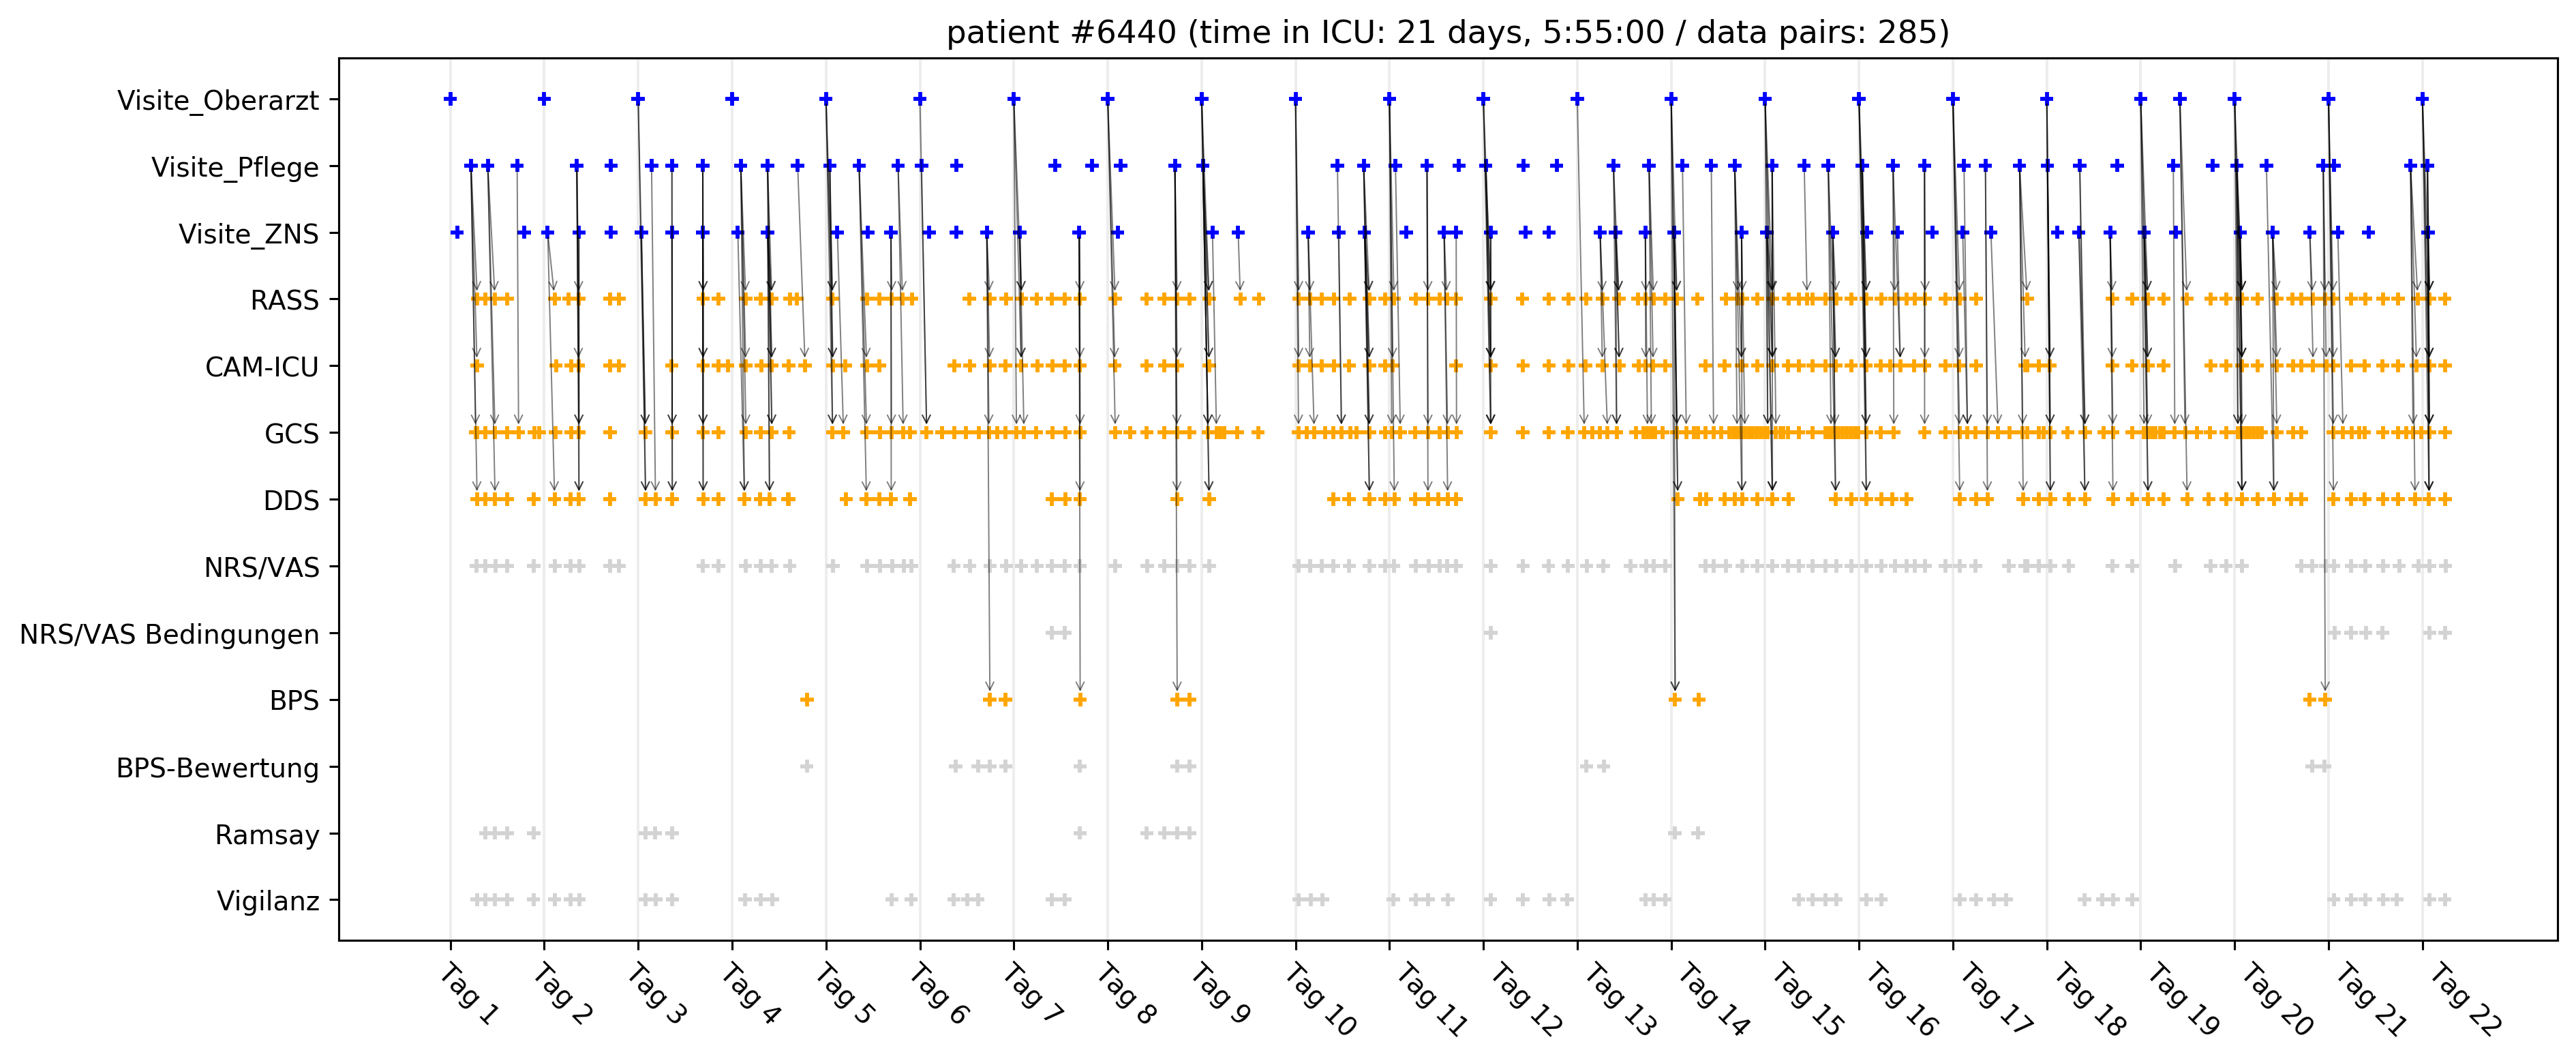 patient #6440 (time in ICU: 21 days, 5:55:00 / data pairs: 285)
Visite_Oberarzt
Visite_Pflege
Visite_ZNS
RASS
CAM-ICU
GCS
DDS
NRS/VAS
NRS/VAS Bedingungen
BPS
BPS-Bewertung
Ramsay
Vigilanz
Tag 1
Tag 2
Tag 3
Tag 4
Tag 5
Tag 6
Tag 7
Tag 8
Tag 9
Tag 10
Tag 11
Tag 12
Tag 13
Tag 14
Tag 15
Tag 16
Tag 17
Tag 18
Tag 19
Tag 20
Tag 21
Tag 22